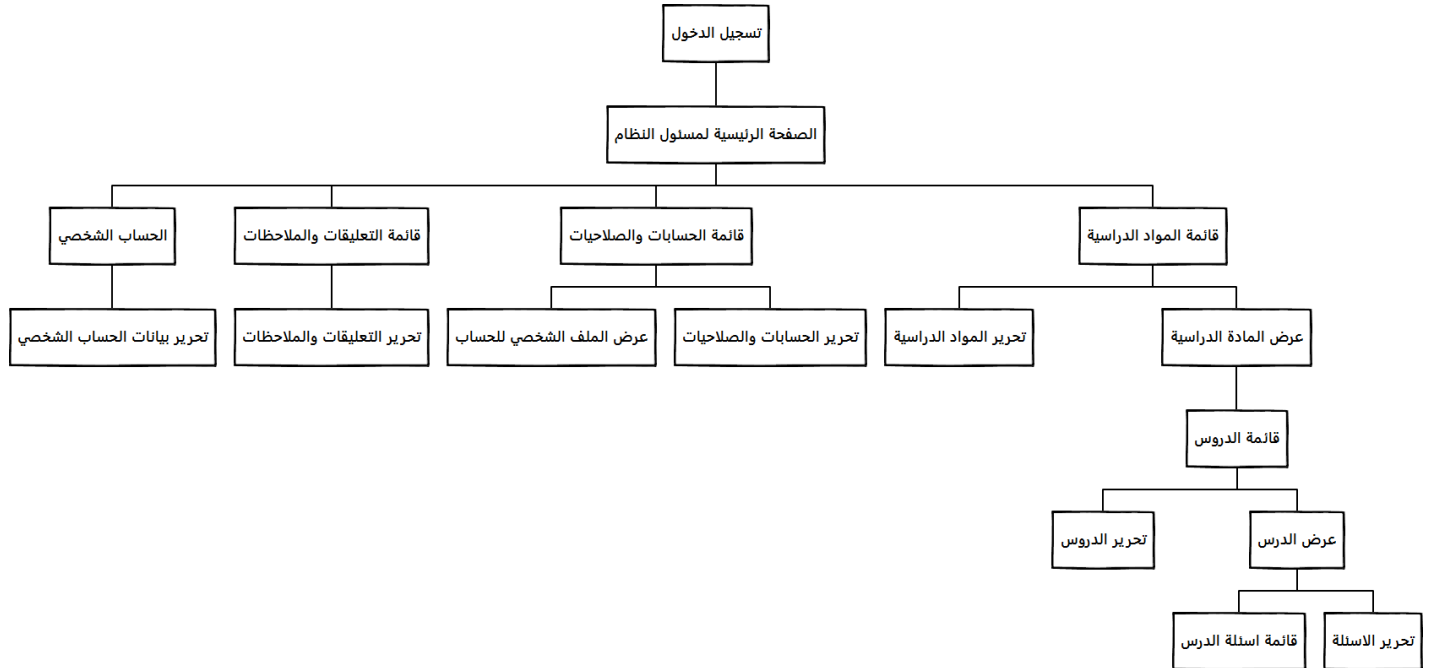 تسجيل الدخول
الصفحة الرئيسية لمسئول النظام
قائمة المواد الدراسية
قائمة الحسابات والصلاحيات
قائمة التعليقات والملاحظات
الحساب الشخصي
عرض المادة الدراسية
تحرير المواد الدراسية
تحرير الحسابات والصلاحيات
عرض الملف الشخصي للحساب
تحرير التعليقات والملاحظات
تحرير بيانات الحساب الشخصي
قائمة الدروس
عرض الدرس
تحرير الدروس
تحرير الاسئلة
قائمة اسئلة الدرس